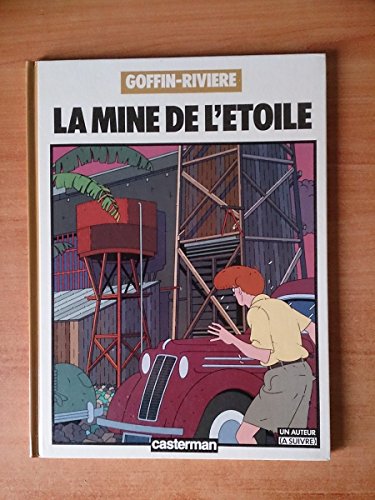 GOFFIN-RIVIERE
LA MINE DE L'ETOILE
UN AUTEUR
(A SUIVRE)
casterman